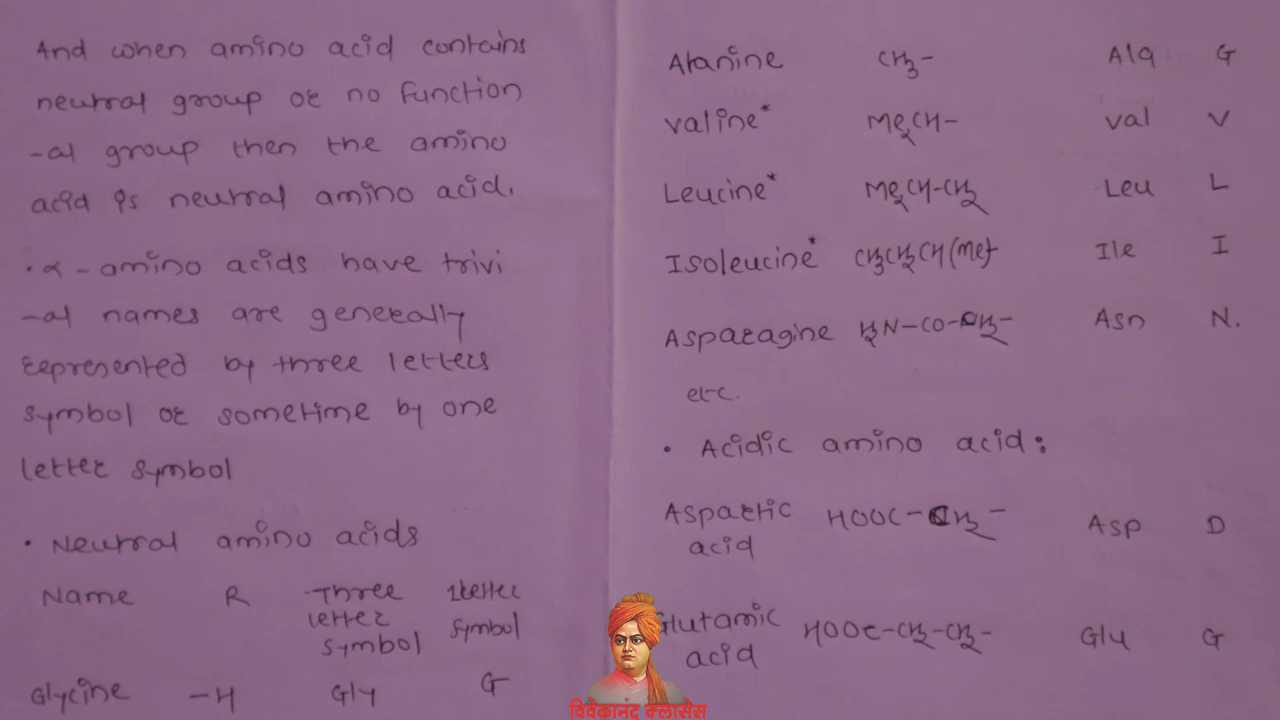 And when amino acid contains
neutral group or no function
-al group then the amino
acid is neutral amino acid.
· α - amino acids have trivi
-al names are generally
represented by three letters
symbol or sometime by one
letter symbol
· Neutral amino acids
Name R Three letter symbol 1letter symbol
Glycine -H Gly G
Alanine CH3- Ala G
valine* Me2CH- val V
Leucine* Me2CH-CH2 Leu L
Isoleucine* CH3CH2CH(Me) Ile I
Asparagine H2N-CO-CH2- Asn N.
etc.
· Acidic amino acid:
Aspartic acid HOOC-CH2- Asp D
Glutamic acid HOOC-CH2-CH2- Glu G
विवेकानंद क्लासेस